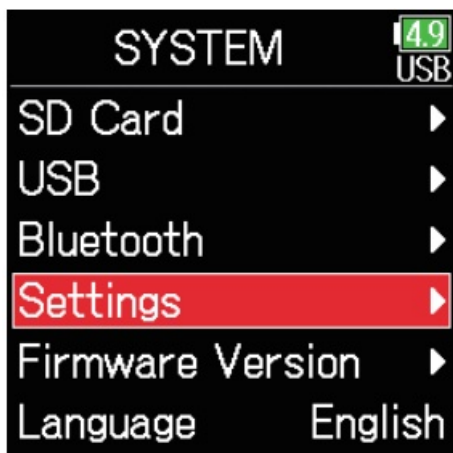 SYSTEM
4.9
USB
SD Card
USB
Bluetooth
Settings
Firmware Version
Language English